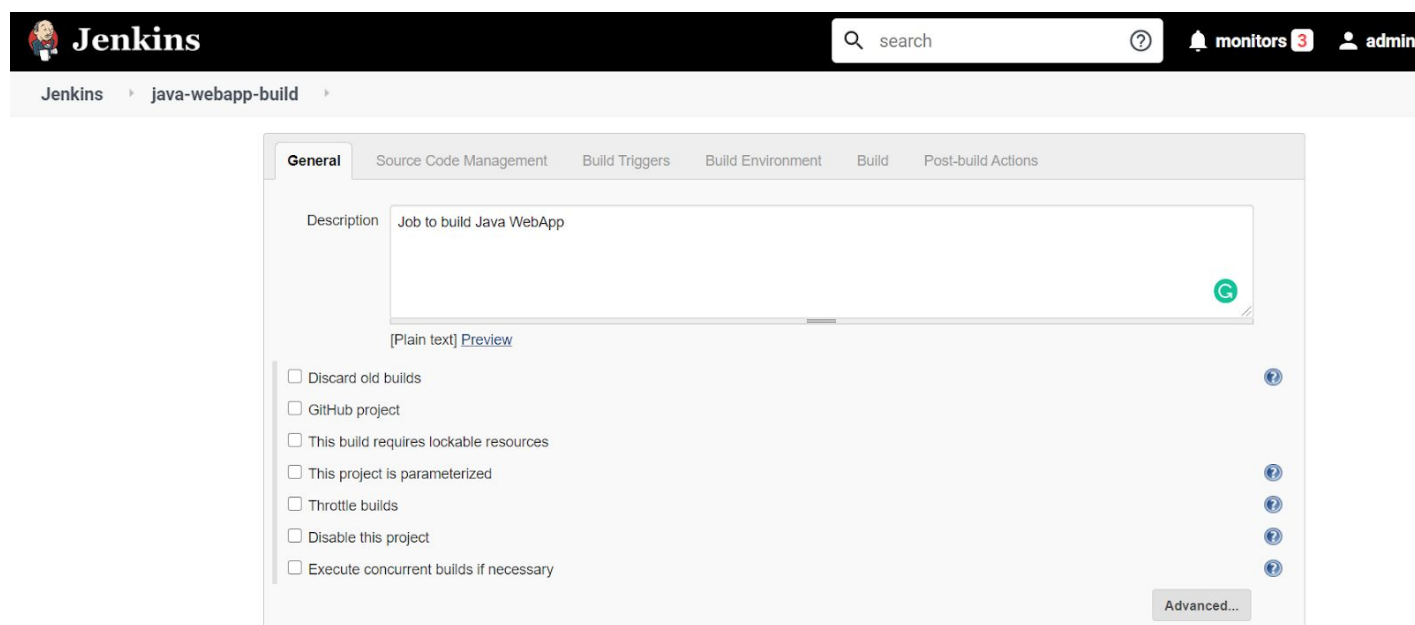 Jenkins search monitors 3 admin
Jenkins java-webapp-build
General Source Code Management Build Triggers Build Environment Build Post-build Actions
Description Job to build Java WebApp
[Plain text] Preview
Discard old builds
GitHub project
This build requires lockable resources
This project is parameterized
Throttle builds
Disable this project
Execute concurrent builds if necessary
Advanced...